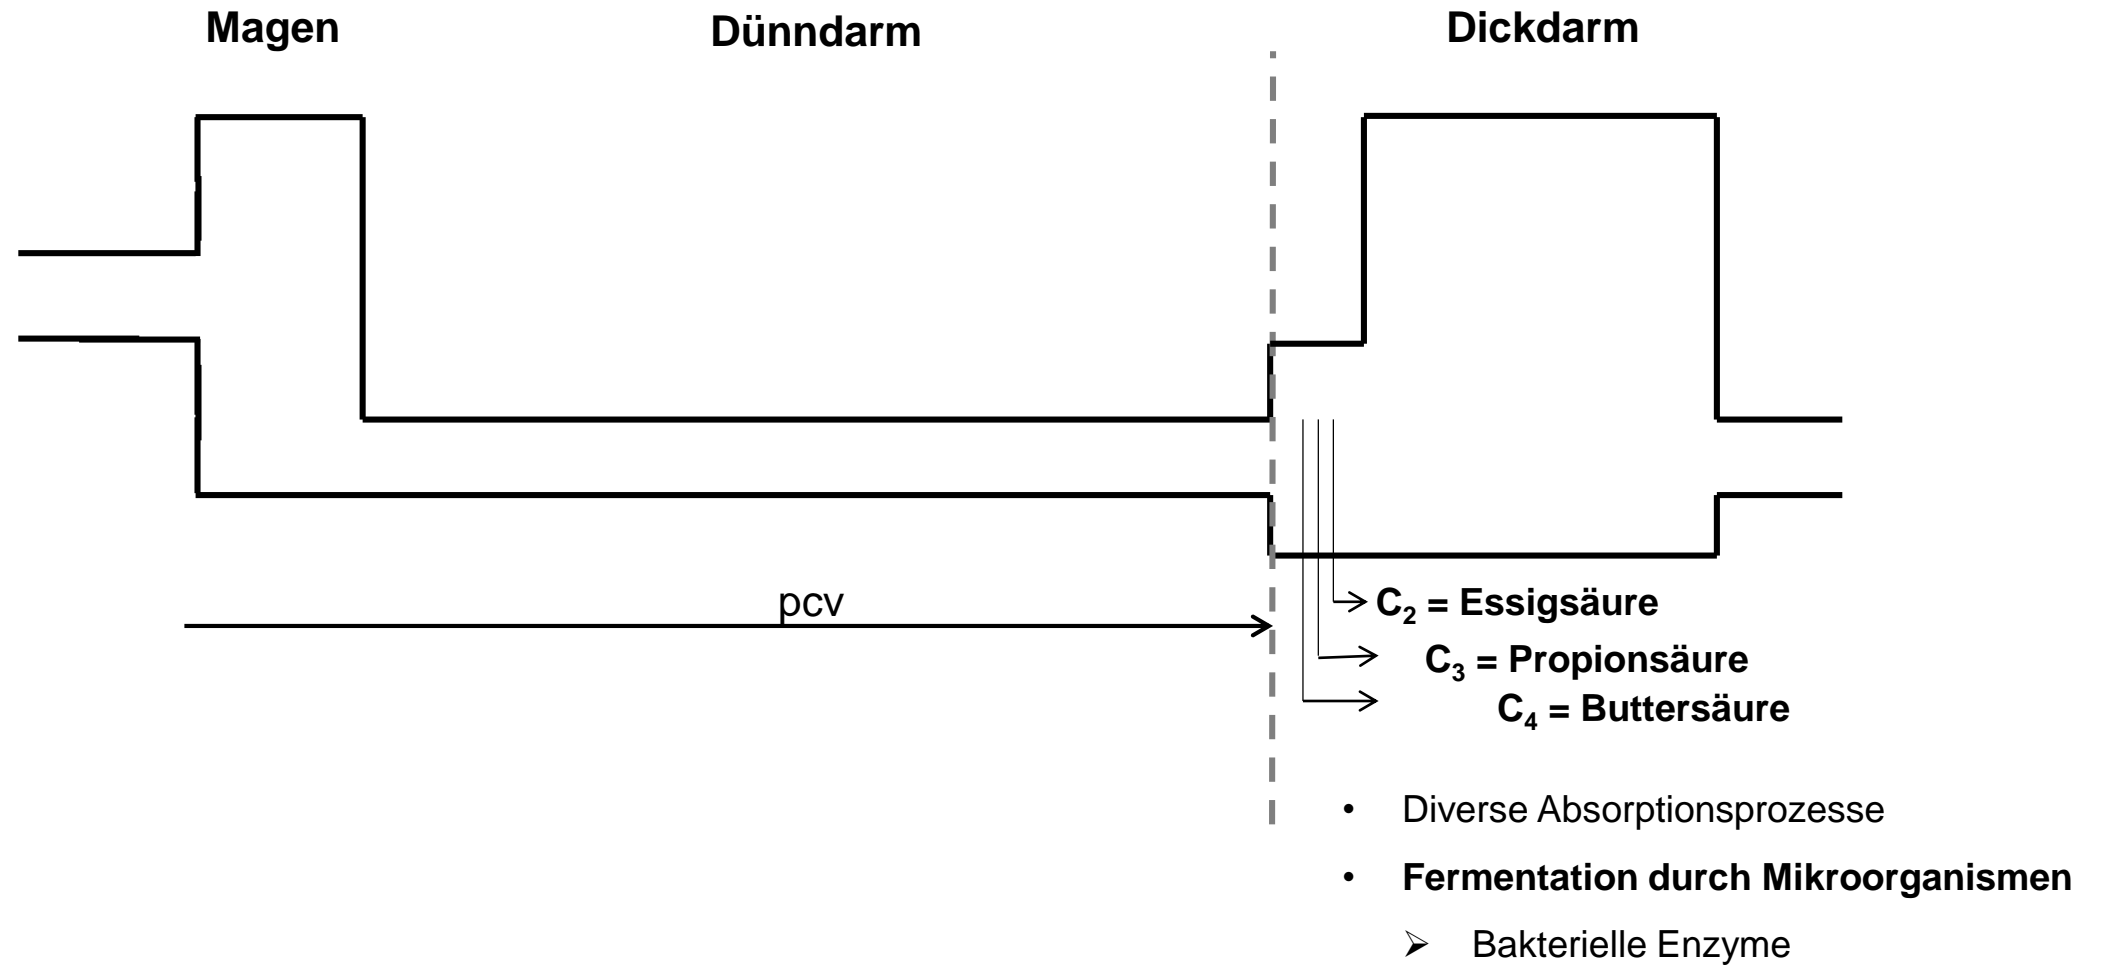 Magen
Dünndarm
Dickdarm
pcv
C₂ = Essigsäure
C₃ = Propionsäure
C₄ = Buttersäure
• Diverse Absorptionsprozesse
• Fermentation durch Mikroorganismen
➢ Bakterielle Enzyme